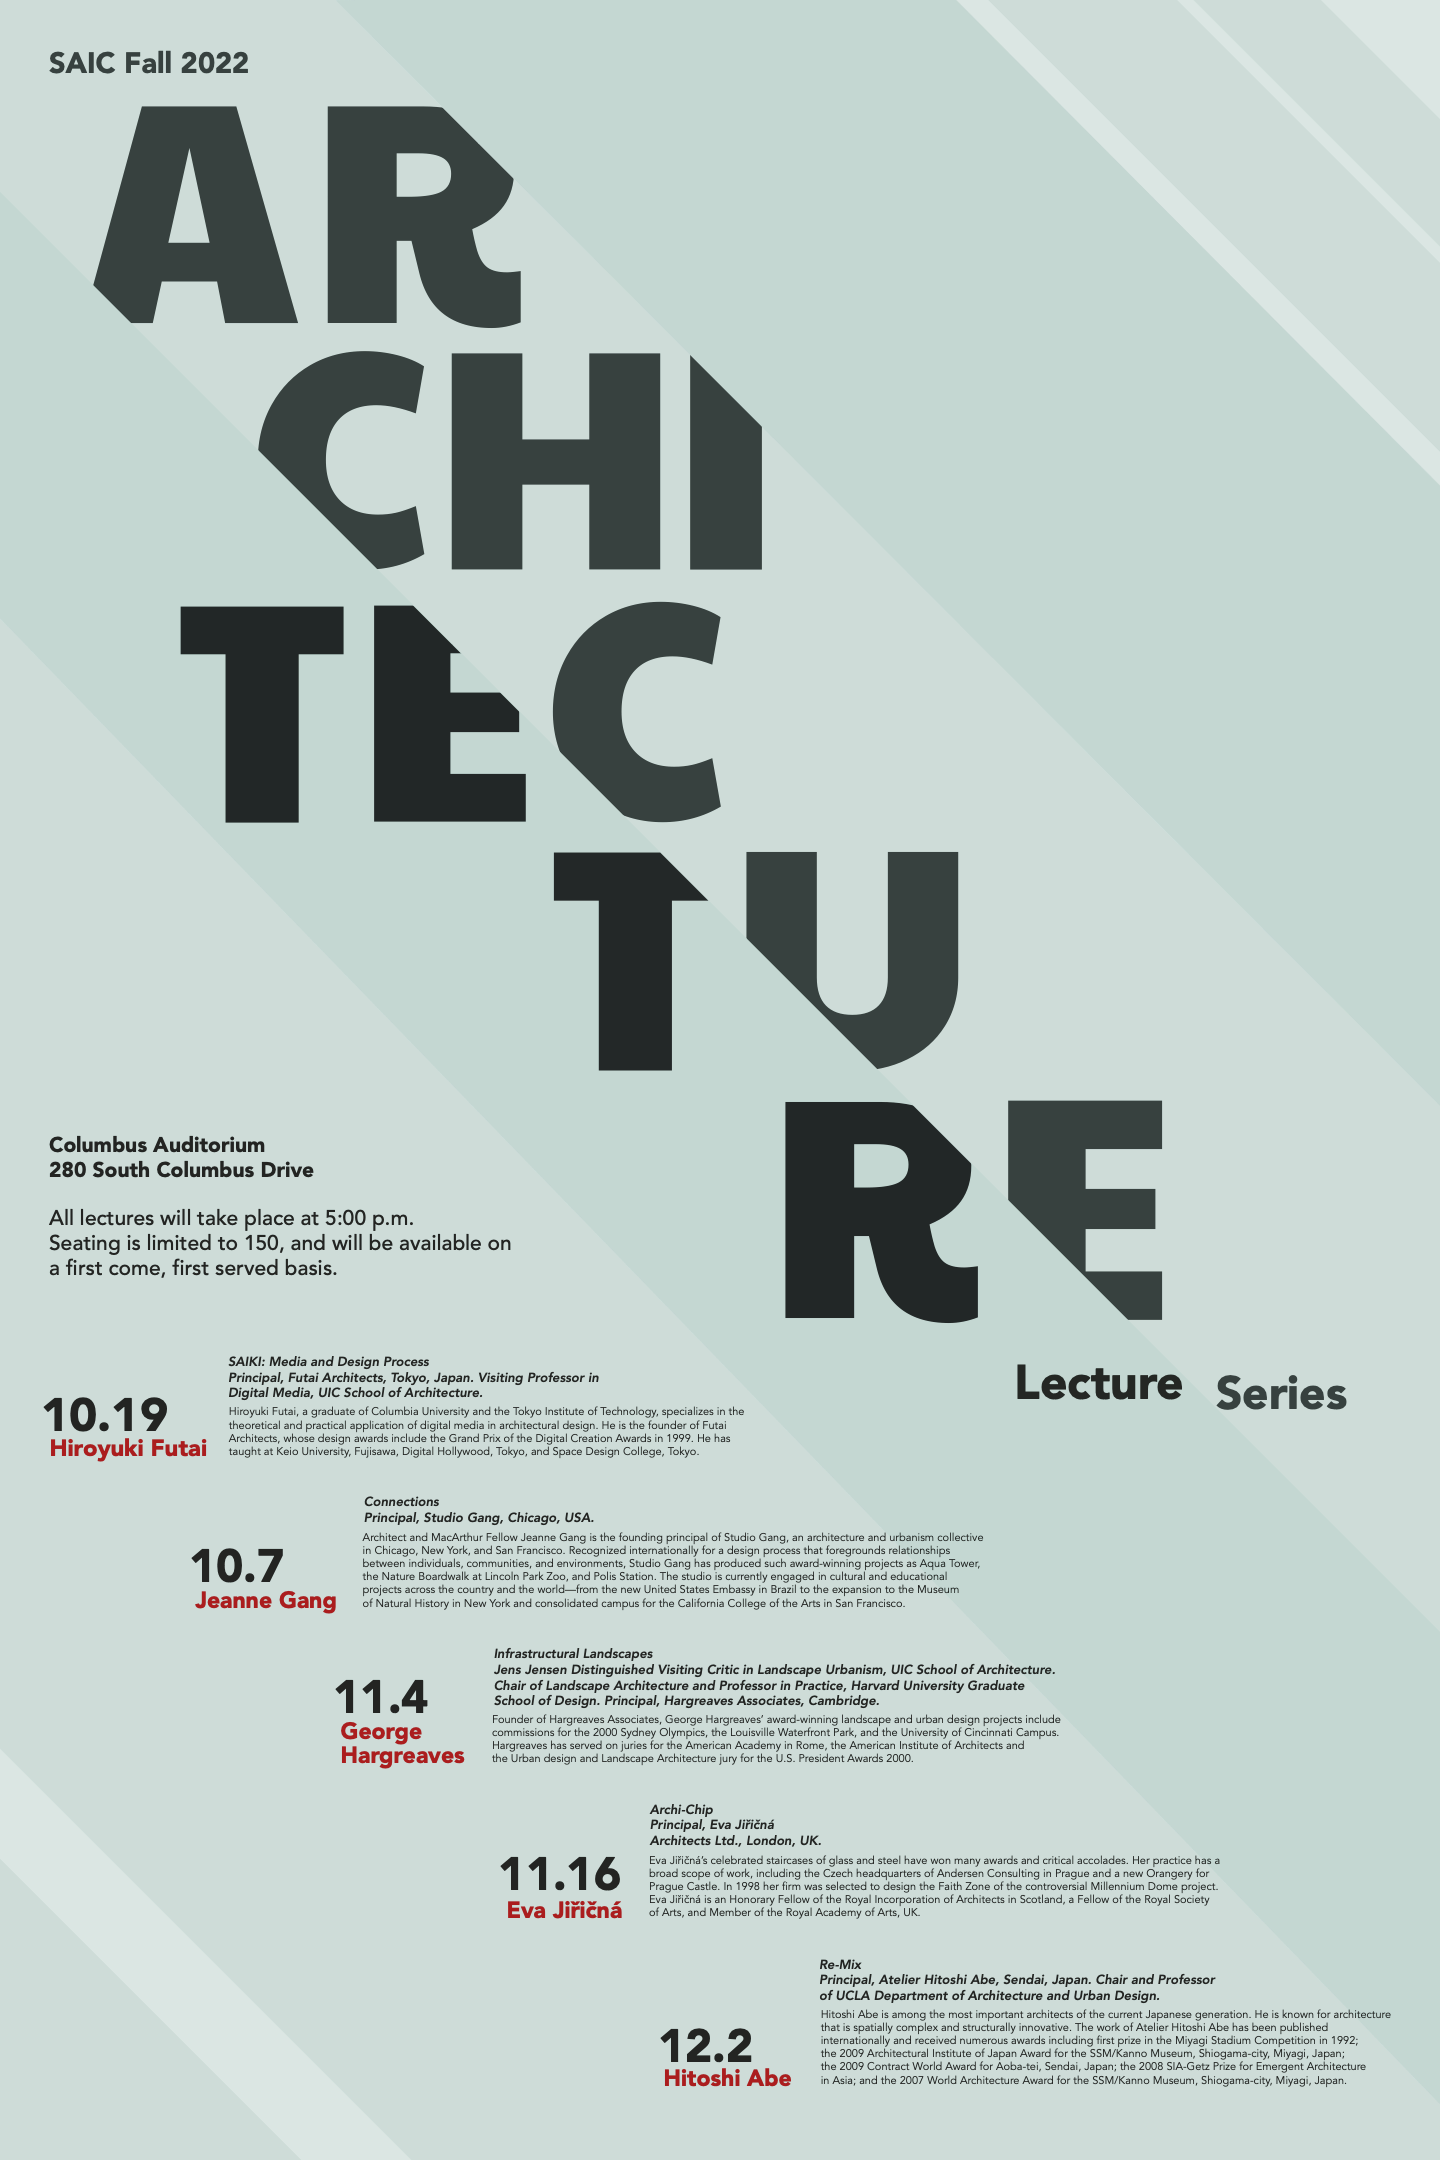 SAIC Fall 2022
AR
CHI
TEC
TU
RE
Lecture Series
Columbus Auditorium
280 South Columbus Drive
All lectures will take place at 5:00 p.m.
Seating is limited to 150, and will be available on
a first come, first served basis.
10.19
Hiroyuki Futai
SAIKI: Media and Design Process
Principal, Futai Architects, Tokyo, Japan. Visiting Professor in
Digital Media, UIC School of Architecture.
Hiroyuki Futai, a graduate of Columbia University and the Tokyo Institute of Technology, specializes in the
theoretical and practical application of digital media in architectural design. He is the founder of Futai
Architects, whose design awards include the Grand Prix of the Digital Creation Awards in 1999. He has
taught at Keio University, Fujisawa, Digital Hollywood, Tokyo, and Space Design College, Tokyo.
10.7
Jeanne Gang
Connections
Principal, Studio Gang, Chicago, USA.
Architect and MacArthur Fellow Jeanne Gang is the founding principal of Studio Gang, an architecture and urbanism collective
in Chicago, New York, and San Francisco. Recognized internationally for a design process that foregrounds relationships
between individuals, communities, and environments, Studio Gang has produced such award-winning projects as Aqua Tower,
the Nature Boardwalk at Lincoln Park Zoo, and Polis Station. The studio is currently engaged in cultural and educational
projects across the country and the world—from the new United States Embassy in Brazil to the expansion to the Museum
of Natural History in New York and consolidated campus for the California College of the Arts in San Francisco.
11.4
George
Hargreaves
Infrastructural Landscapes
Jens Jensen Distinguished Visiting Critic in Landscape Urbanism, UIC School of Architecture.
Chair of Landscape Architecture and Professor in Practice, Harvard University Graduate
School of Design. Principal, Hargreaves Associates, Cambridge.
Founder of Hargreaves Associates, George Hargreaves’ award-winning landscape and urban design projects include
commissions for the 2000 Sydney Olympics, the Louisville Waterfront Park, and the University of Cincinnati Campus.
Hargreaves has served on juries for the American Academy in Rome, the American Institute of Architects and
the Urban design and Landscape Architecture jury for the U.S. President Awards 2000.
11.16
Eva Jiřičná
Archi-Chip
Principal, Eva Jiřičná
Architects Ltd., London, UK.
Eva Jiřičná’s celebrated staircases of glass and steel have won many awards and critical accolades. Her practice has a
broad scope of work, including the Czech headquarters of Andersen Consulting in Prague and a new Orangery for
Prague Castle. In 1998 her firm was selected to design the Faith Zone of the controversial Millennium Dome project.
Eva Jiřičná is an Honorary Fellow of the Royal Incorporation of Architects in Scotland, a Fellow of the Royal Society
of Arts, and Member of the Royal Academy of Arts, UK.
12.2
Hitoshi Abe
Re-Mix
Principal, Atelier Hitoshi Abe, Sendai, Japan. Chair and Professor
of UCLA Department of Architecture and Urban Design.
Hitoshi Abe is among the most important architects of the current Japanese generation. He is known for architecture
that is spatially complex and structurally innovative. The work of Atelier Hitoshi Abe has been published
internationally and received numerous awards including first prize in the Miyagi Stadium Competition in 1992;
the 2009 Architectural Institute of Japan Award for the SSM/Kanno Museum, Shiogama-city, Miyagi, Japan;
the 2009 Contract World Award for Aoba-tei, Sendai, Japan; the 2008 SIA-Getz Prize for Emergent Architecture
in Asia; and the 2007 World Architecture Award for the SSM/Kanno Museum, Shiogama-city, Miyagi, Japan.